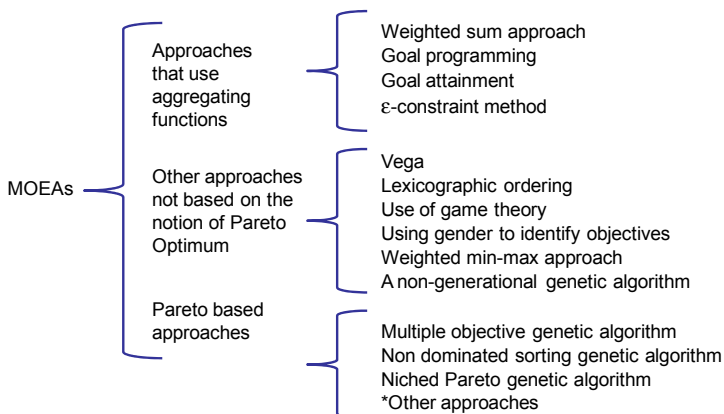 MOEAs
Approaches
that use
aggregating
functions
Weighted sum approach
Goal programming
Goal attainment
ε-constraint method
Other approaches
not based on the
notion of Pareto
Optimum
Vega
Lexicographic ordering
Use of game theory
Using gender to identify objectives
Weighted min-max approach
A non-generational genetic algorithm
Pareto based
approaches
Multiple objective genetic algorithm
Non dominated sorting genetic algorithm
Niched Pareto genetic algorithm
*Other approaches